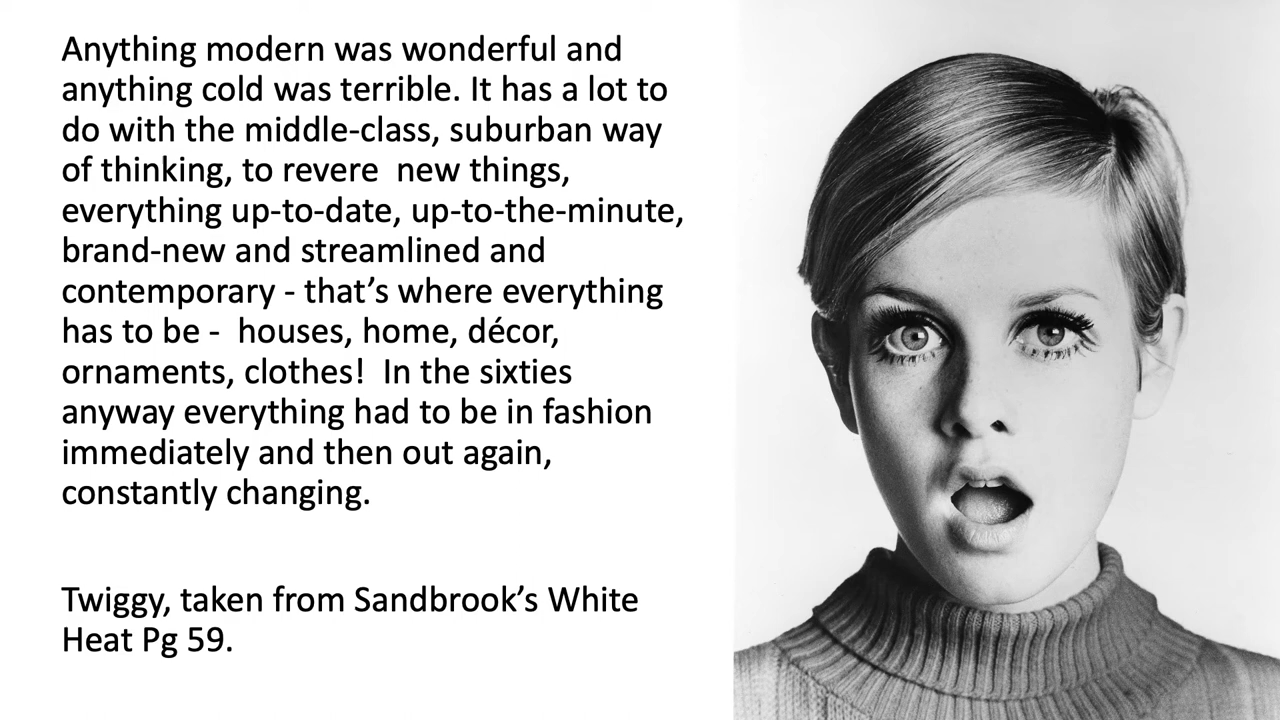 Anything modern was wonderful and
anything cold was terrible. It has a lot to
do with the middle-class, suburban way
of thinking, to revere  new things,
everything up-to-date, up-to-the-minute,
brand-new and streamlined and
contemporary - that’s where everything
has to be -  houses, home, décor,
ornaments, clothes!  In the sixties
anyway everything had to be in fashion
immediately and then out again,
constantly changing.
Twiggy, taken from Sandbrook’s White
Heat Pg 59.